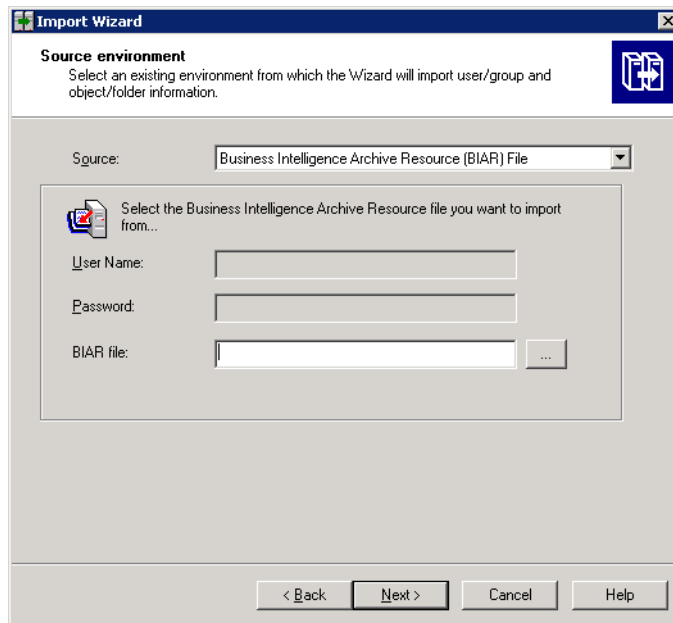 Import Wizard
Source environment
Select an existing environment from which the Wizard will import user/group and
object/folder information.
Source:
Business Intelligence Archive Resource (BIAR) File
Select the Business Intelligence Archive Resource file you want to import
from...
User Name:
Password:
BIAR file:
...
< Back
Next >
Cancel
Help